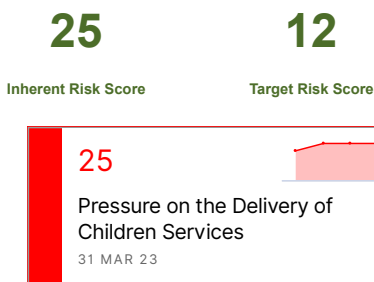 25 12
Inherent Risk Score Target Risk Score
25
Pressure on the Delivery of
Children Services
31 MAR 23